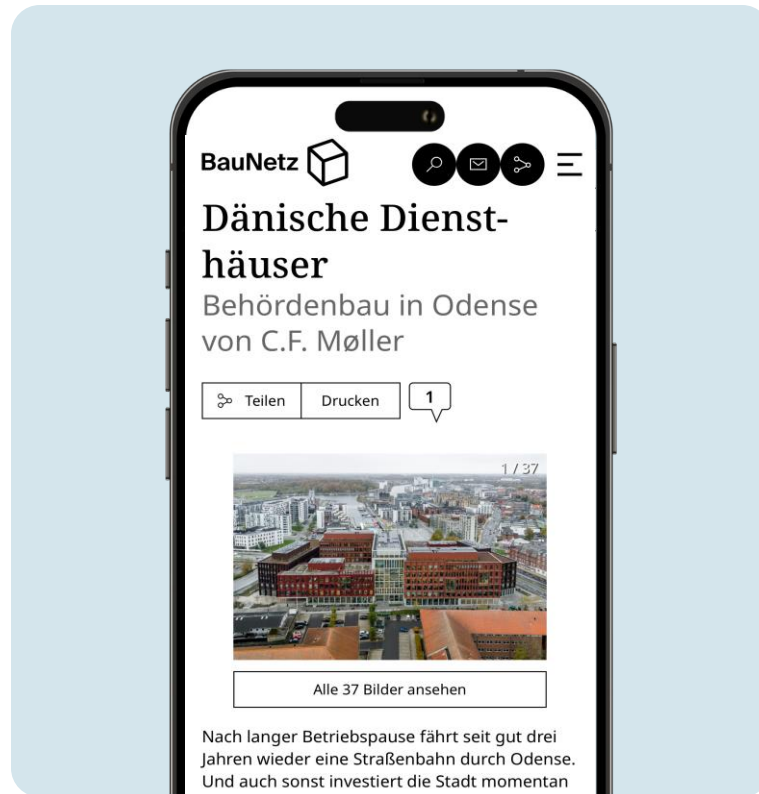 BauNetz
Dänische Dienst-
häuser
Behördenbau in Odense
von C.F. Møller
Teilen
Drucken
1
1 / 37
Alle 37 Bilder ansehen
Nach langer Betriebspause fährt seit gut drei
Jahren wieder eine Straßenbahn durch Odense.
Und auch sonst investiert die Stadt momentan